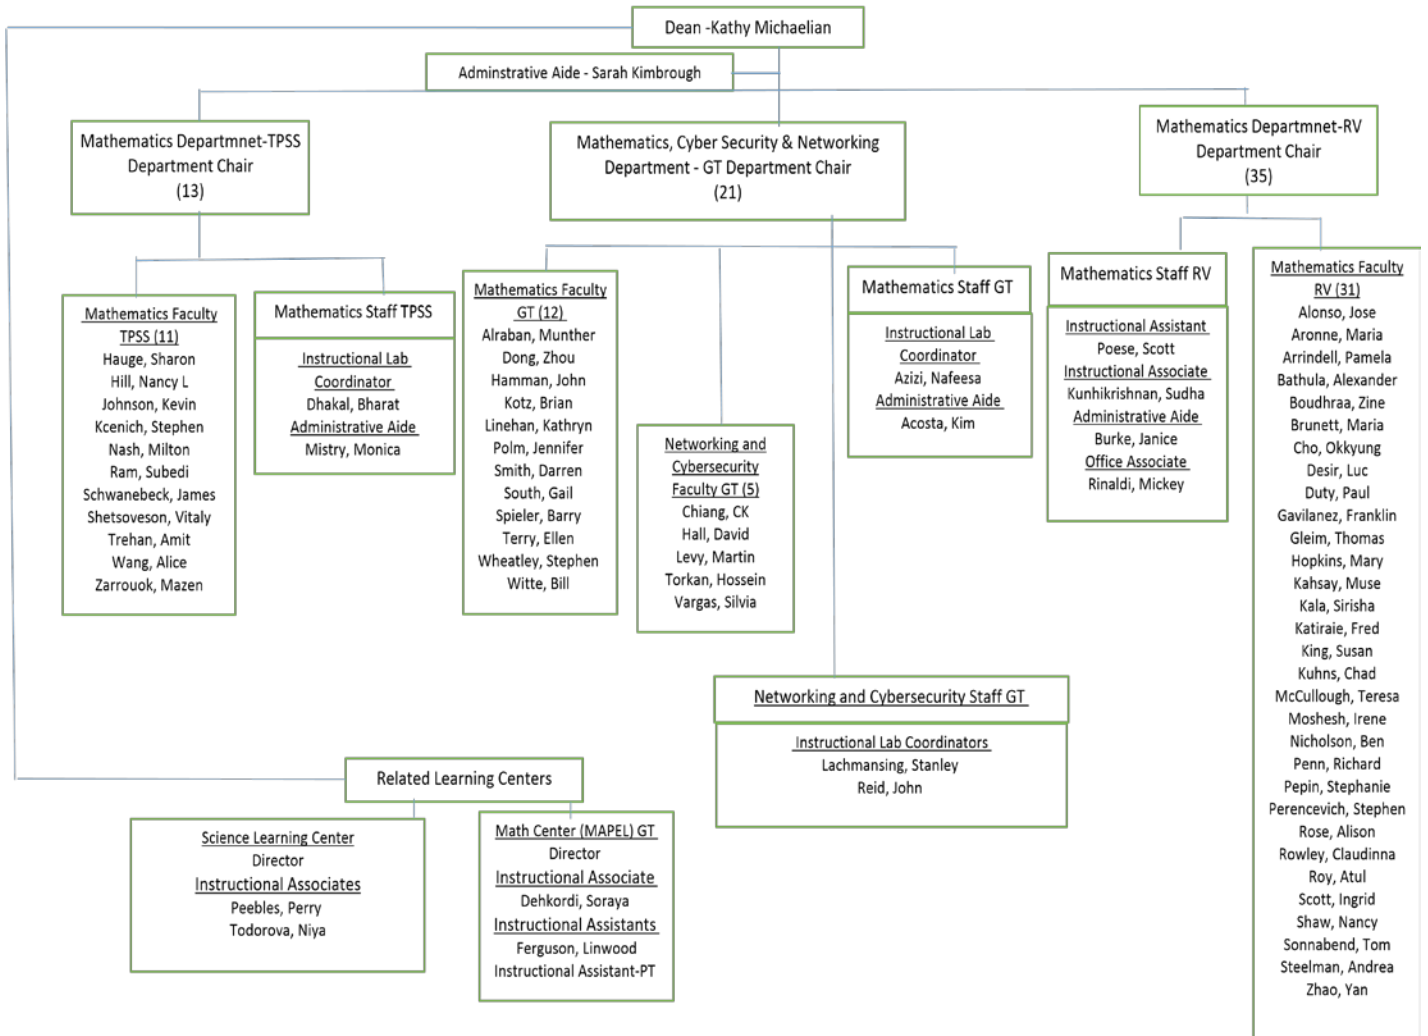 Dean -Kathy Michaelian
Adminstrative Aide - Sarah Kimbrough
Mathematics Departmnet-TPSS
Department Chair
(13)
Mathematics, Cyber Security & Networking
Department - GT Department Chair
(21)
Mathematics Departmnet-RV
Department Chair
(35)
Mathematics Faculty
TPSS (11)
Hauge, Sharon
Hill, Nancy L
Johnson, Kevin
Kcenich, Stephen
Nash, Milton
Ram, Subedi
Schwanebeck, James
Shetsoveson, Vitaly
Trehan, Amit
Wang, Alice
Zarrouok, Mazen
Mathematics Staff TPSS
Instructional Lab
Coordinator
Dhakal, Bharat
Administrative Aide
Mistry, Monica
Mathematics Faculty
GT (12)
Alraban, Munther
Dong, Zhou
Hamman, John
Kotz, Brian
Linehan, Kathryn
Polm, Jennifer
Smith, Darren
South, Gail
Spieler, Barry
Terry, Ellen
Wheatley, Stephen
Witte, Bill
Networking and
Cybersecurity
Faculty GT (5)
Chiang, CK
Hall, David
Levy, Martin
Torkan, Hossein
Vargas, Silvia
Mathematics Staff GT
Instructional Lab
Coordinator
Azizi, Nafeesa
Administrative Aide
Acosta, Kim
Mathematics Staff RV
Instructional Assistant
Poese, Scott
Instructional Associate
Kunhikrishnan, Sudha
Administrative Aide
Burke, Janice
Office Associate
Rinaldi, Mickey
Mathematics Faculty
RV (31)
Alonso, Jose
Aronne, Maria
Arrindell, Pamela
Bathula, Alexander
Boudhraa, Zine
Brunett, Maria
Cho, Okkyung
Desir, Luc
Duty, Paul
Gavilanez, Franklin
Gleim, Thomas
Hopkins, Mary
Kahsay, Muse
Kala, Sirisha
Katiraie, Fred
King, Susan
Kuhns, Chad
McCullough, Teresa
Moshesh, Irene
Nicholson, Ben
Penn, Richard
Pepin, Stephanie
Perencevich, Stephen
Rose, Alison
Rowley, Claudinna
Roy, Atul
Scott, Ingrid
Shaw, Nancy
Sonnabend, Tom
Steelman, Andrea
Zhao, Yan
Networking and Cybersecurity Staff GT
Instructional Lab Coordinators
Lachmansing, Stanley
Reid, John
Related Learning Centers
Science Learning Center
Director
Instructional Associates
Peebles, Perry
Todorova, Niya
Math Center (MAPEL) GT
Director
Instructional Associate
Dehkordi, Soraya
Instructional Assistants
Ferguson, Linwood
Instructional Assistant-PT